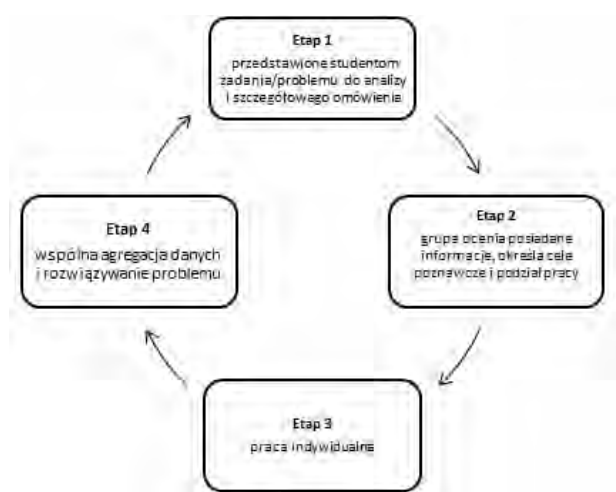 Etap 1
przedstawione studentom
zadania/problemu do analizy
i szczegółowego omówienia
Etap 2
grupa ocenia posiadane
informacje, określa cele
poznawcze i podział pracy
Etap 3
praca indywidualna
Etap 4
wspólna agregacja danych
i rozwiązywanie problemu